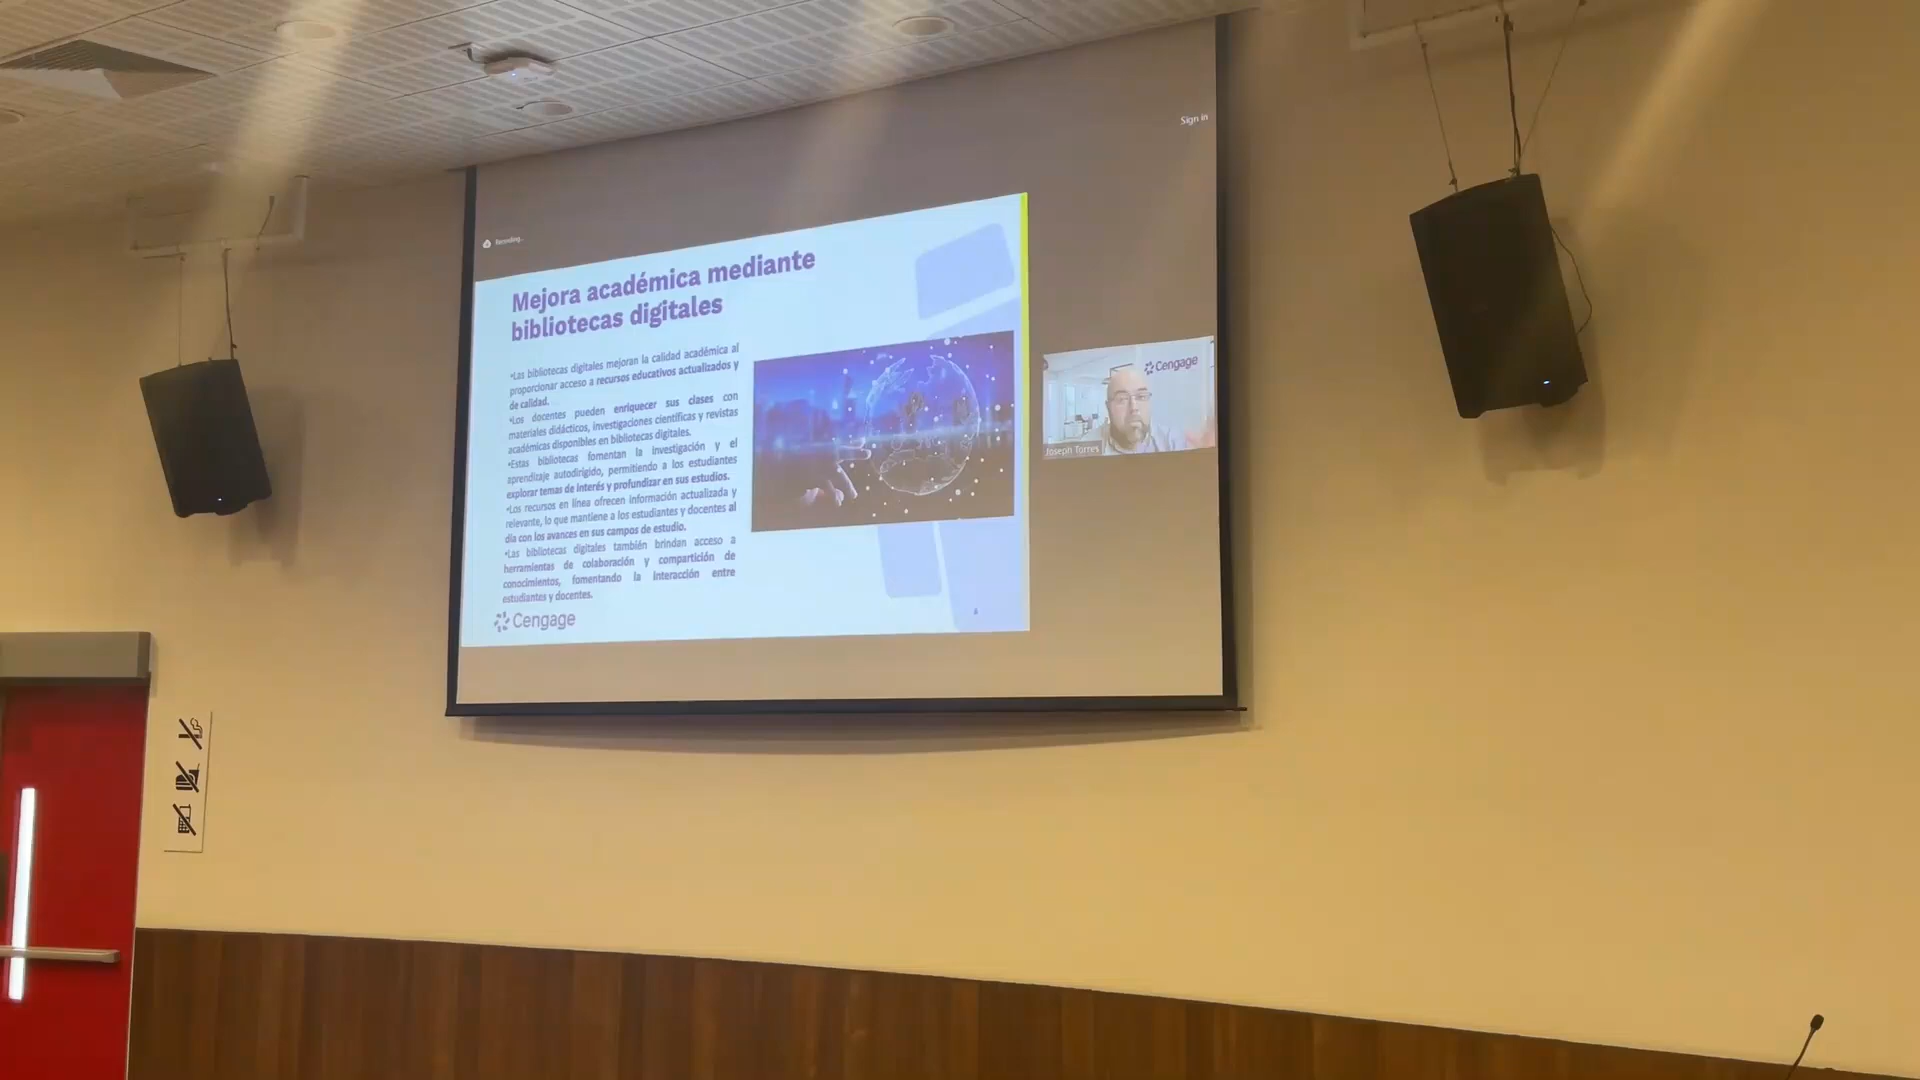 Sign in
Recording...
Mejora académica mediante
bibliotecas digitales
•Las bibliotecas digitales mejoran la calidad académica al
proporcionar acceso a recursos educativos actualizados y
de calidad.
•Los docentes pueden enriquecer sus clases con
materiales didácticos, investigaciones científicas y revistas
académicas disponibles en bibliotecas digitales.
•Estas bibliotecas fomentan la investigación y el
aprendizaje autodirigido, permitiendo a los estudiantes
explorar temas de interés y profundizar en sus estudios.
•Los recursos en línea ofrecen información actualizada y
relevante, lo que mantiene a los estudiantes y docentes al
día con los avances en sus campos de estudio.
•Las bibliotecas digitales también brindan acceso a
herramientas de colaboración y compartición de
conocimientos, fomentando la interacción entre
estudiantes y docentes.
Cengage
Cengage
Joseph Torres